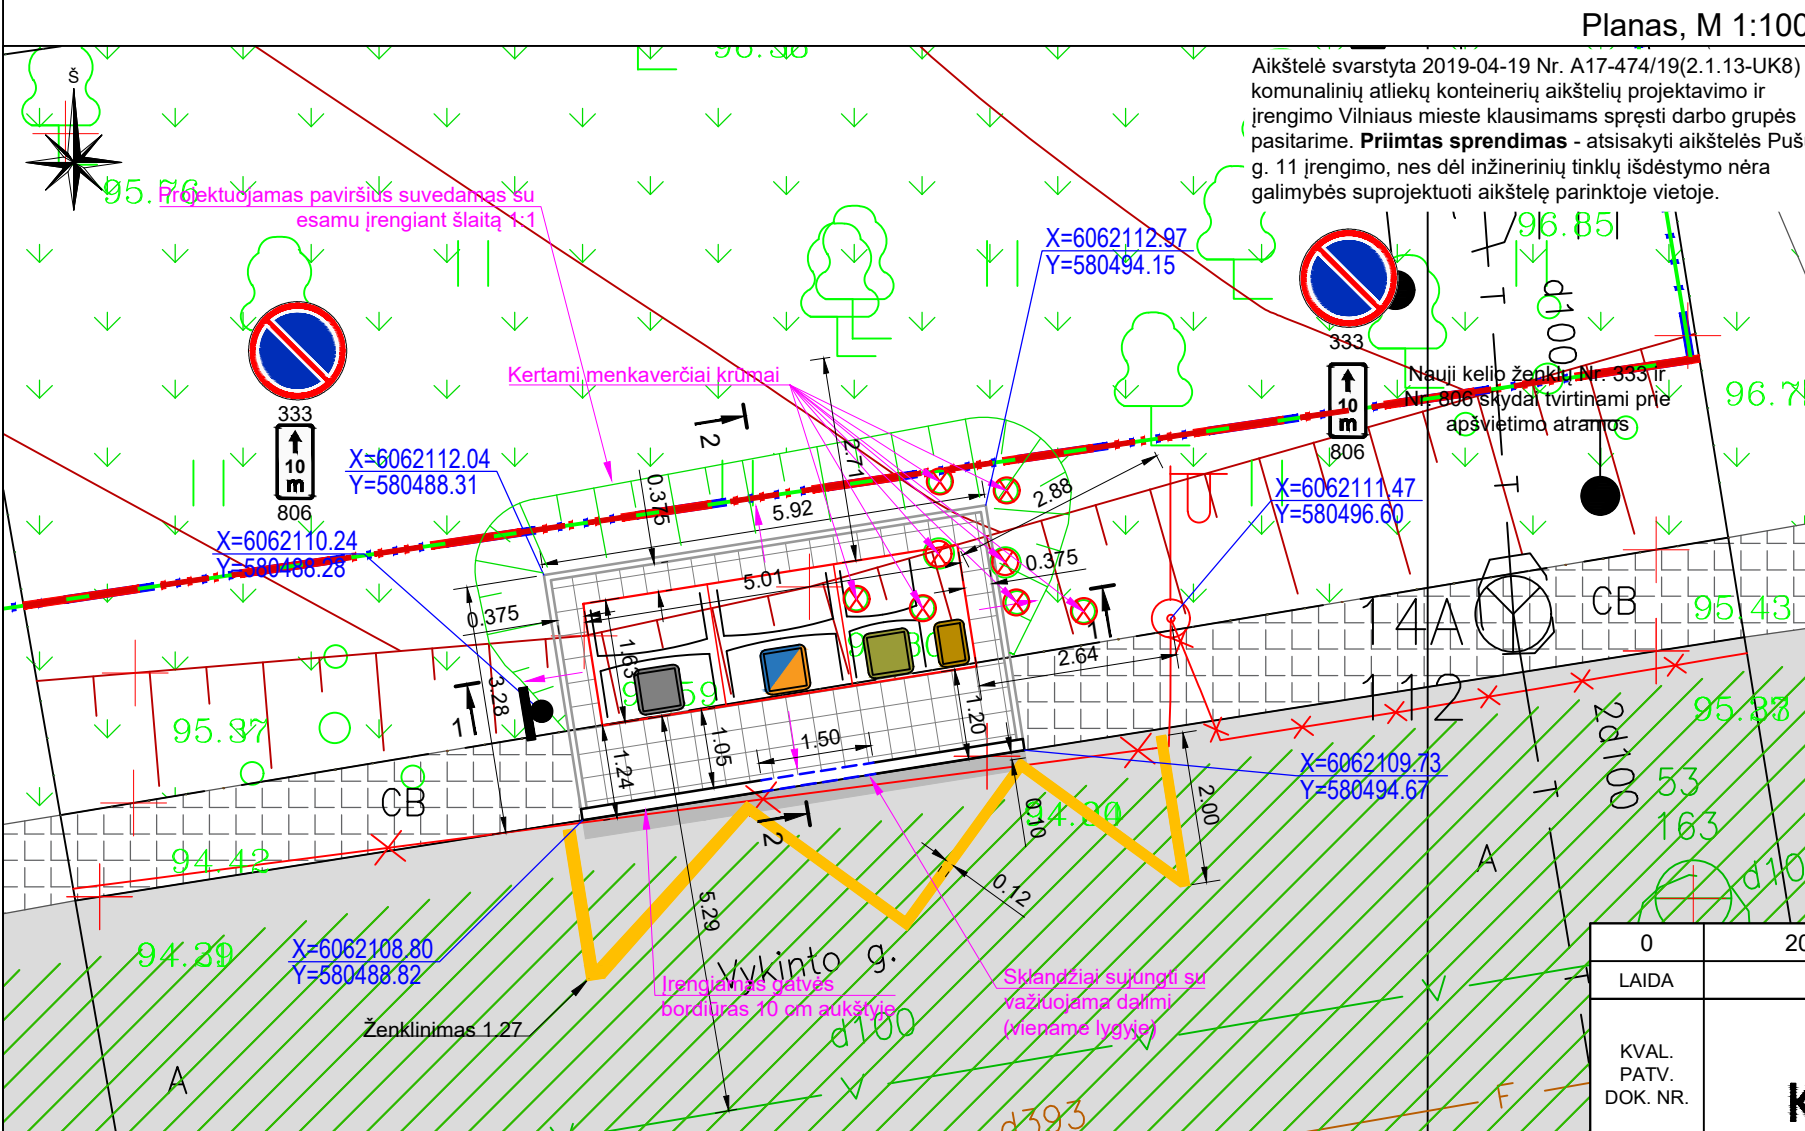 Planas, M 1:100
Aikštelė svarstyta 2019-04-19 Nr. A17-474/19(2.1.13-UK8)
komunalinių atliekų konteinerių aikštelių projektavimo ir
įrengimo Vilniaus mieste klausimams spręsti darbo grupės
pasitarime. Priimtas sprendimas - atsisakyti aikštelės
g. 11 įrengimo, nes dėl inžinerinių tinklų išdėstymo nėra
galimybės suprojektuoti aikštelę parinktoje vietoje.
Š
95.76
Projektuojamas paviršius suvedamas su
esamu įrengiant šlaitą 1:1
X=6062112.97
Y=580494.15
96.85
d100
333
10
m
806
333
10
m
806
Kertami menkaverčiai krūmai
Nauji kelio ženklų Nr. 333 ir
Nr. 806 skydai tvirtinami prie
apšvietimo atramos
X=6062112.04
Y=580488.31
X=6062110.24
Y=580488.28
X=6062111.47
Y=580496.60
2
2.71
0.375
5.92
2.88
5.01
0.375
0.375
1.63
3.28
2.64
1
1
14A
112
CB
95.43
T
T
T
95.37
1.24
1.05
1.50
1.20
2d100
CB
94.42
X=6062109.73
Y=580494.67
2.00
0.10
53
163
2
0.12
5.29
A
94.39
X=6062108.80
Y=580488.82
Vykinto g.
Įrengiamas gatvės
bordiūras 10 cm aukštyje
Sklandžiai sujungti su
važiuojama dalimi
(viename lygyje)
Ženklinimas 1.27
d100
A
d393
F
0
LAIDA
KVAL.
PATV.
DOK. NR.